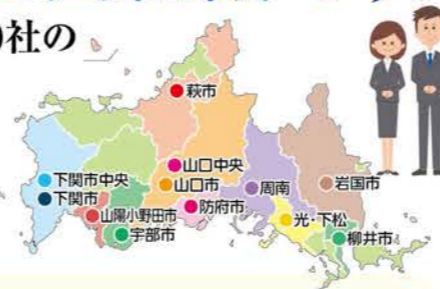 社の
萩市
山口中央
下関市中央
山口市
周南
岩国市
下関市
防府市
山陽小野田市
光・下松
宇部市
柳井市